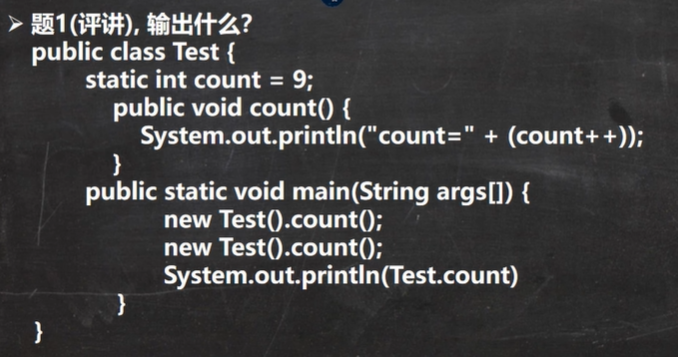 ➢ 题1(评讲), 输出什么?
public class Test {
static int count = 9;
public void count() {
System.out.println("count=" + (count++));
}
public static void main(String args[]) {
new Test().count();
new Test().count();
System.out.println(Test.count)
}
}